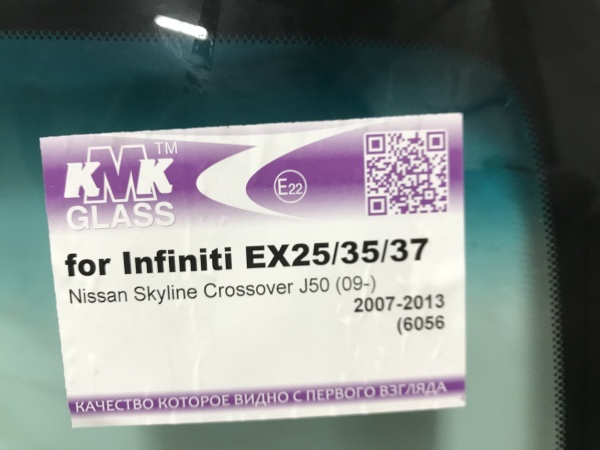 KMK TM
GLASS
E22
for Infiniti EX25/35/37
Nissan Skyline Crossover J50 (09-)
2007-2013
(6056
КАЧЕСТВО КОТОРОЕ ВИДНО С ПЕРВОГО ВЗГЛЯДА